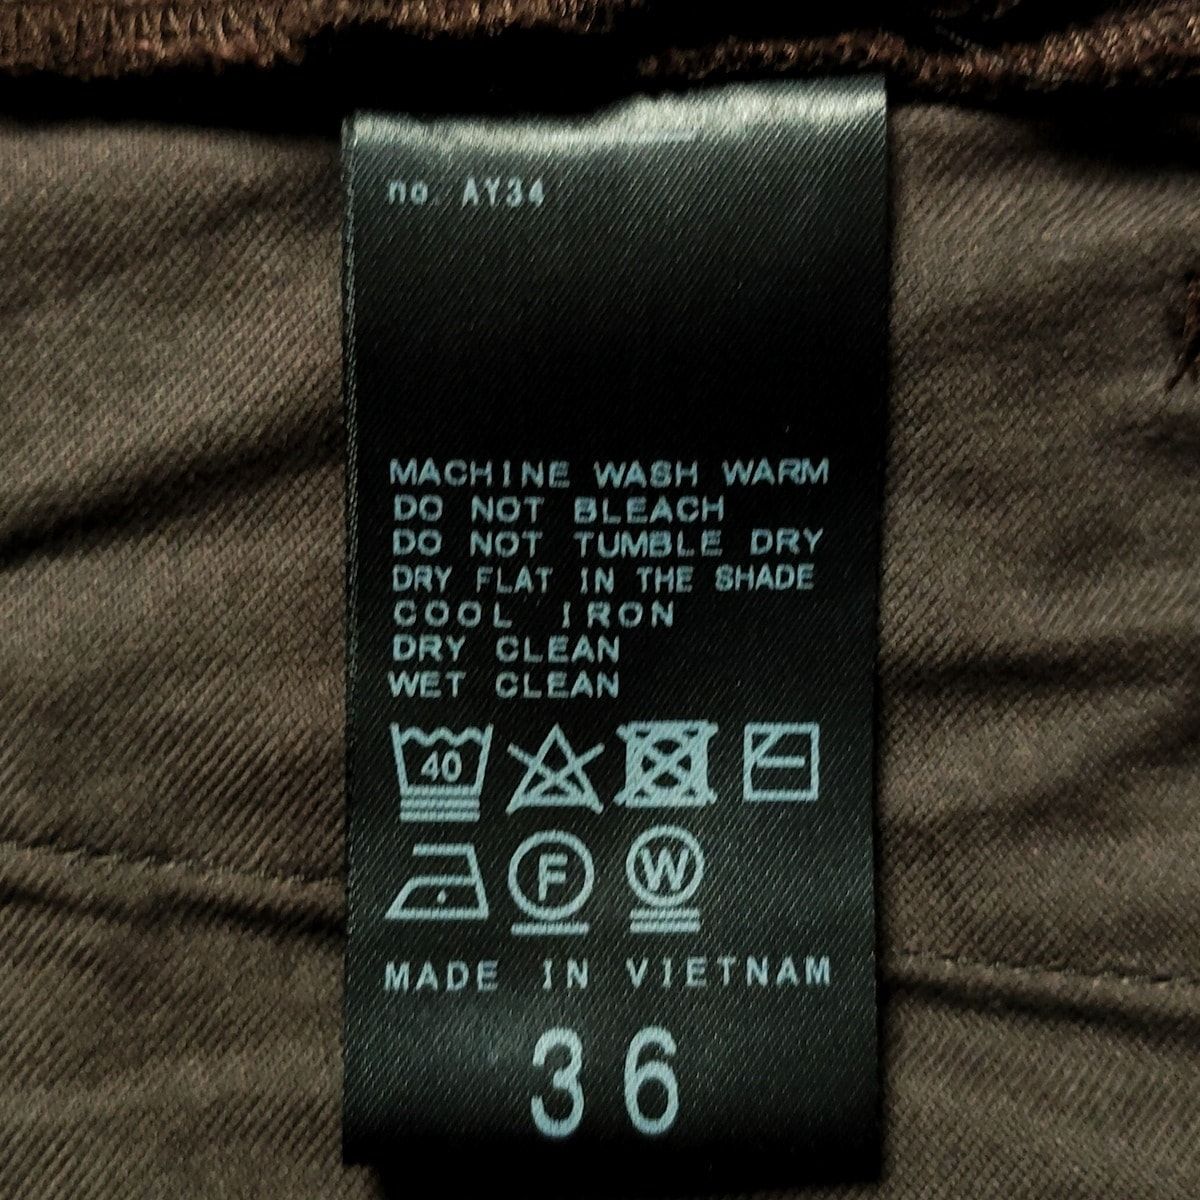 no. AY34
MACHINE WASH WARM
DO NOT BLEACH
DO NOT TUMBLE DRY
DRY FLAT IN THE SHADE
COOL IRON
DRY CLEAN
WET CLEAN
40
F W
MADE IN VIETNAM
36